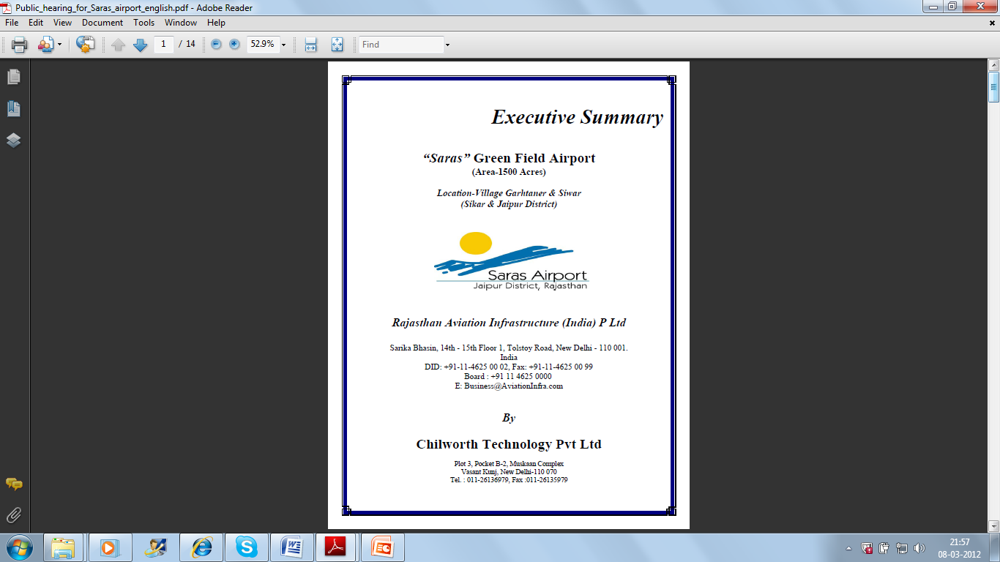 Public_hearing_for_Saras_airport_english.pdf - Adobe Reader
File Edit View Document Tools Window Help
1 / 14 52.9% Find
Executive Summary
“Saras” Green Field Airport
(Area-1500 Acres)
Location-Village Garhtaner & Siwar
(Sikar & Jaipur District)
Saras Airport
Jaipur District, Rajasthan
Rajasthan Aviation Infrastructure (India) P Ltd
Sarika Bhasin, 14th - 15th Floor 1, Tolstoy Road, New Delhi - 110 001.
India
DID: +91-11-4625 00 02, Fax: +91-11-4625 00 99
Board : +91 11 4625 0000
E: Business@AviationInfra.com
By
Chilworth Technology Pvt Ltd
Plot 3, Pocket B-2, Muskaan Complex
Vasant Kunj, New Delhi-110 070
Tel. : 011-26136979, Fax :011-26135979
21:57
08-03-2012